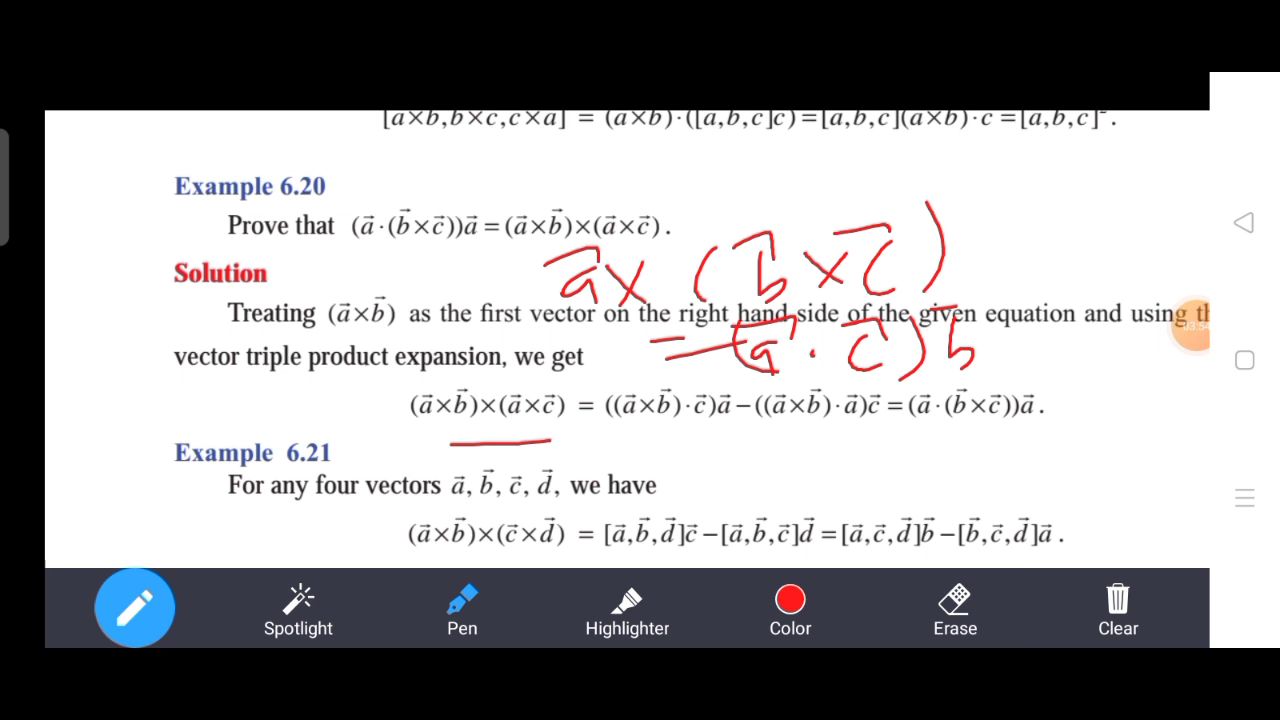 [a×b,b×c,c×a] = (a×b)·([a,b,c]c)=[a,b,c](a×b)·c=[a,b,c]².
Example 6.20
Prove that (a⃗·(b⃗×c⃗))a⃗=(a⃗×b⃗)×(a⃗×c⃗).
a⃗×(b⃗×c⃗)
Solution
Treating (a⃗×b⃗) as the first vector on the right hand side of the given equation and using th
=(a⃗·c⃗)b⃗
vector triple product expansion, we get
(a⃗×b⃗)×(a⃗×c⃗) = ((a⃗×b⃗)·c⃗)a⃗−((a⃗×b⃗)·a⃗)c⃗=(a⃗·(b⃗×c⃗))a⃗.
Example 6.21
For any four vectors a⃗, b⃗, c⃗, d⃗, we have
(a⃗×b⃗)×(c⃗×d⃗) = [a⃗,b⃗,d⃗]c⃗−[a⃗,b⃗,c⃗]d⃗=[a⃗,c⃗,d⃗]b⃗−[b⃗,c⃗,d⃗]a⃗.
Spotlight Pen Highlighter Color Erase Clear